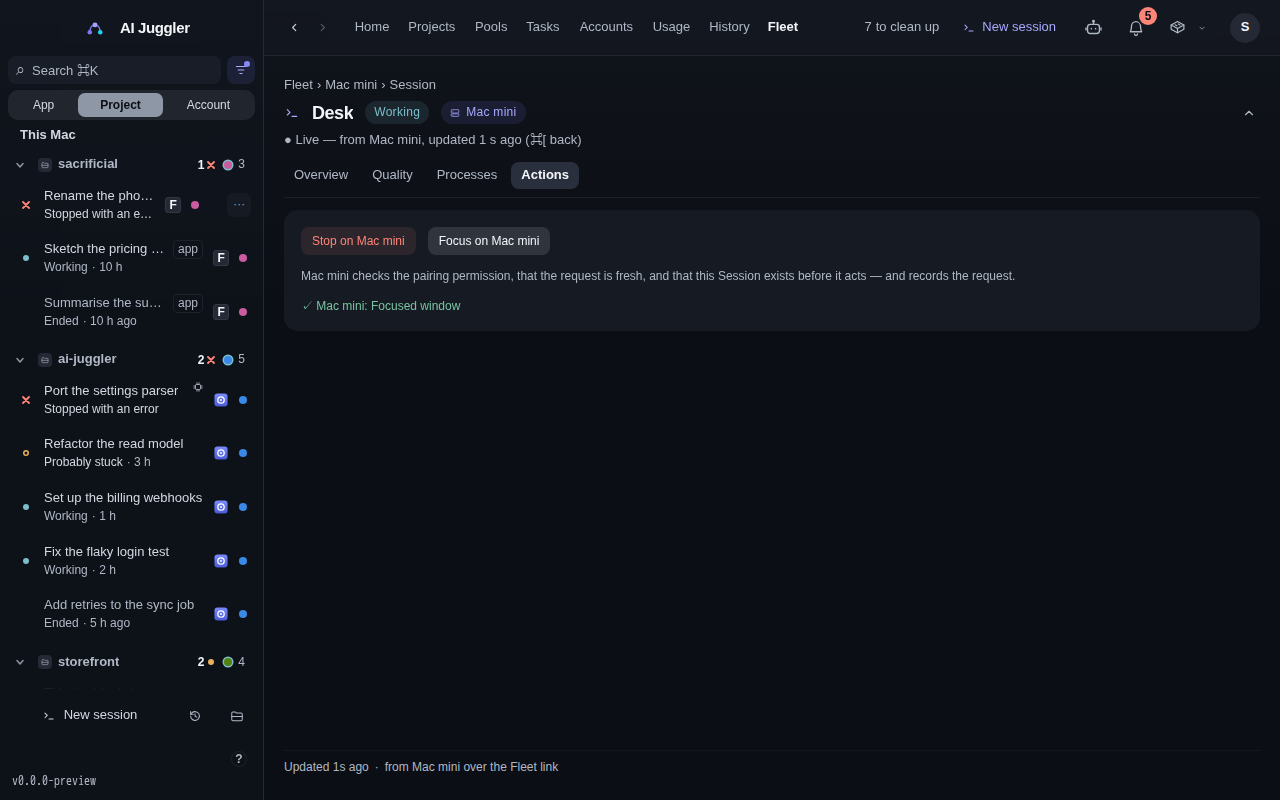 AI Juggler
Home Projects Pools Tasks Accounts Usage History Fleet
7 to clean up
New session
5
S
Search ⌘K
App Project Account
This Mac
sacrificial 1 3
Rename the pho…
Stopped with an e… F
Sketch the pricing … app
Working · 10 h F
Summarise the su… app
Ended · 10 h ago F
ai-juggler 2 5
Port the settings parser
Stopped with an error
Refactor the read model
Probably stuck · 3 h
Set up the billing webhooks
Working · 1 h
Fix the flaky login test
Working · 2 h
Add retries to the sync job
Ended · 5 h ago
storefront 2 4
New session
?
v0.0.0-preview
Fleet › Mac mini › Session
Desk Working Mac mini
● Live — from Mac mini, updated 1 s ago (⌘[ back)
Overview Quality Processes Actions
Stop on Mac mini Focus on Mac mini
Mac mini checks the pairing permission, that the request is fresh, and that this Session exists before it acts — and records the request.
✓ Mac mini: Focused window
Updated 1s ago · from Mac mini over the Fleet link